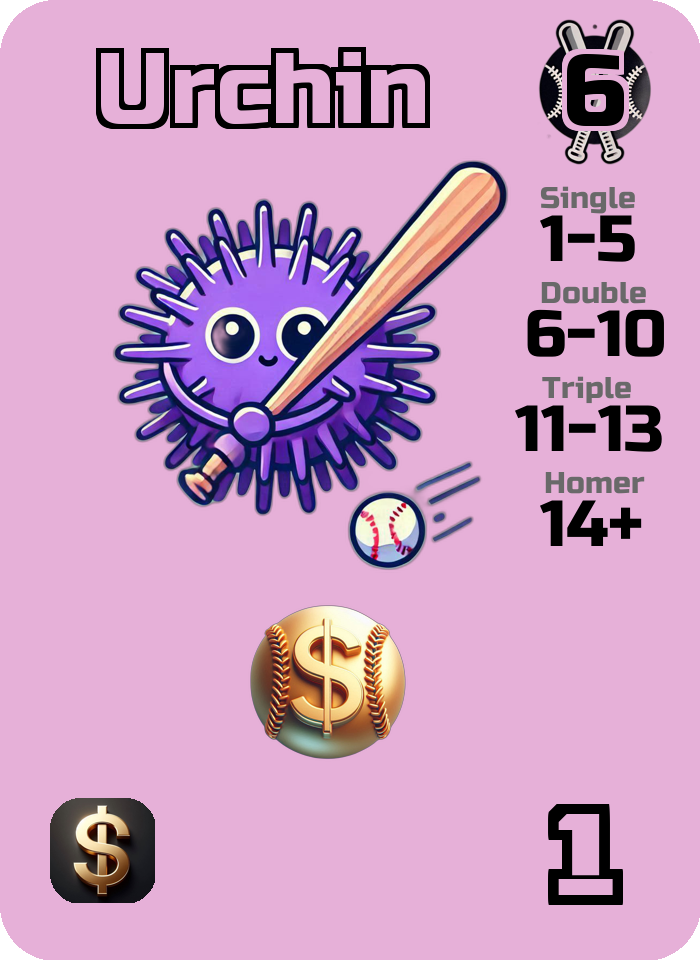 Urchin
6
Single
1-5
Double
6-10
Triple
11-13
Homer
14+
$
$
1